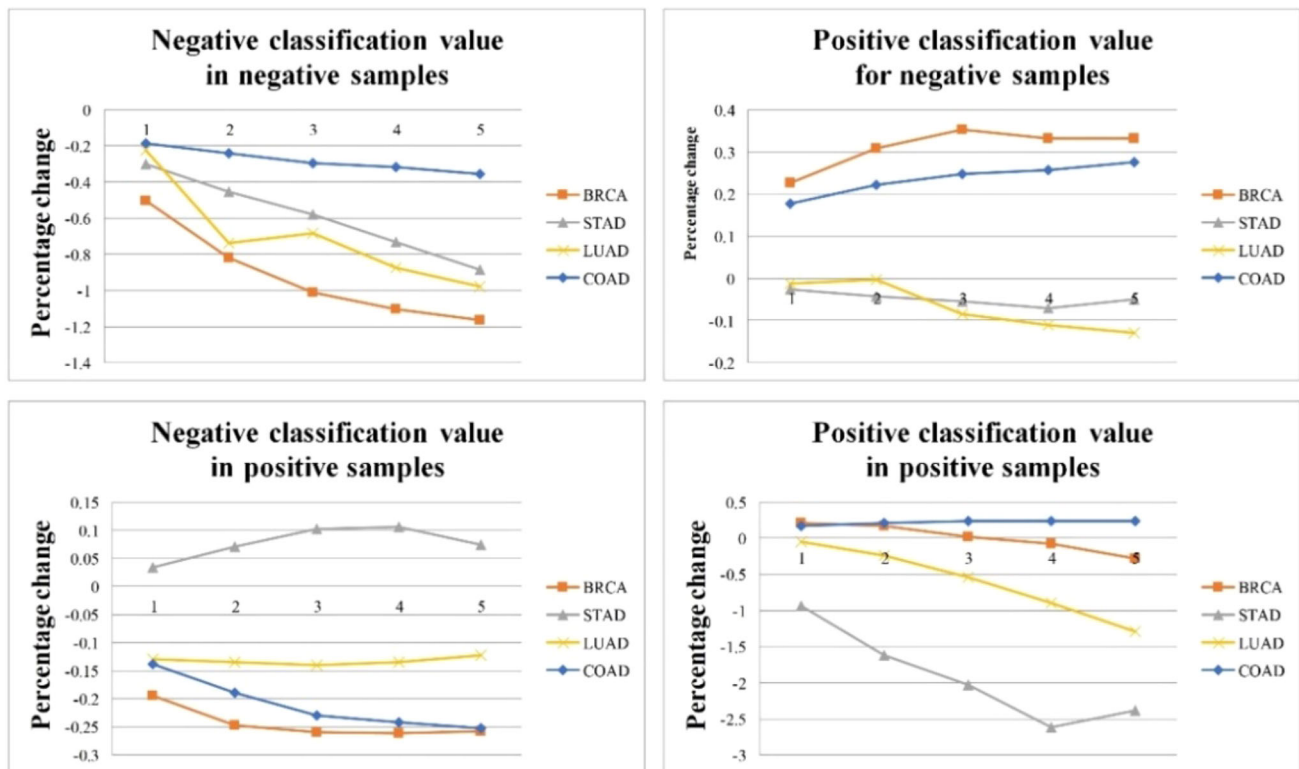 Negative classification value
in negative samples
Percentage change
0
-0.2
-0.4
-0.6
-0.8
-1
-1.2
-1.4
1 2 3 4 5
BRCA
STAD
LUAD
COAD
Positive classification value
for negative samples
Percentage change
0.4
0.3
0.2
0.1
0
-0.1
-0.2
1 2 3 4 5
BRCA
STAD
LUAD
COAD
Negative classification value
in positive samples
Percentage change
0.15
0.1
0.05
0
-0.05
-0.1
-0.15
-0.2
-0.25
-0.3
1 2 3 4 5
BRCA
STAD
LUAD
COAD
Positive classification value
in positive samples
Percentage change
0.5
0
-0.5
-1
-1.5
-2
-2.5
-3
1 2 3 4 5
BRCA
STAD
LUAD
COAD